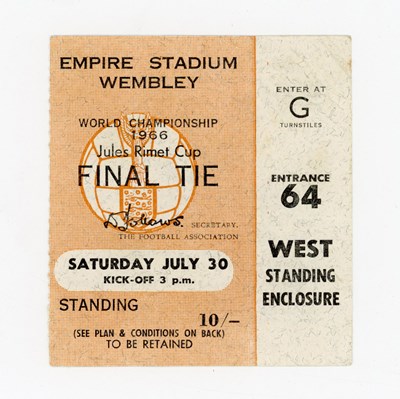 EMPIRE STADIUM
WEMBLEY
WORLD CHAMPIONSHIP
1966
Jules Rimet Cup
FINAL TIE
D Follows. SECRETARY,
THE FOOTBALL ASSOCIATION
SATURDAY JULY 30
KICK-OFF 3 p.m.
STANDING
10/–
(SEE PLAN & CONDITIONS ON BACK)
TO BE RETAINED
ENTER AT
G
TURNSTILES
ENTRANCE
64
WEST
STANDING
ENCLOSURE